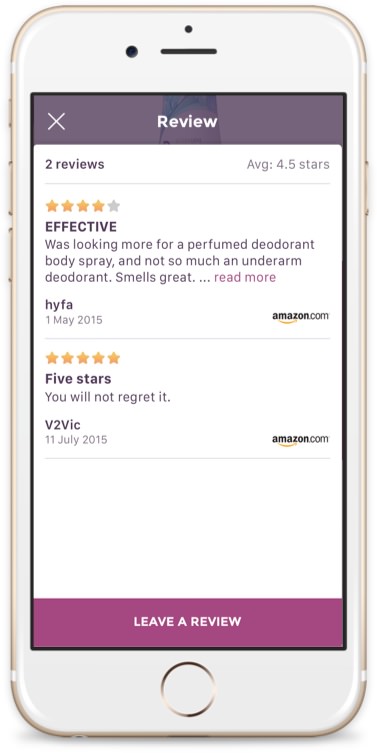 Review
2 reviews Avg: 4.5 stars
EFFECTIVE
Was looking more for a perfumed deodorant
body spray, and not so much an underarm
deodorant. Smells great. ... read more
hyfa
1 May 2015 amazon.com
Five stars
You will not regret it.
V2Vic
11 July 2015 amazon.com
LEAVE A REVIEW